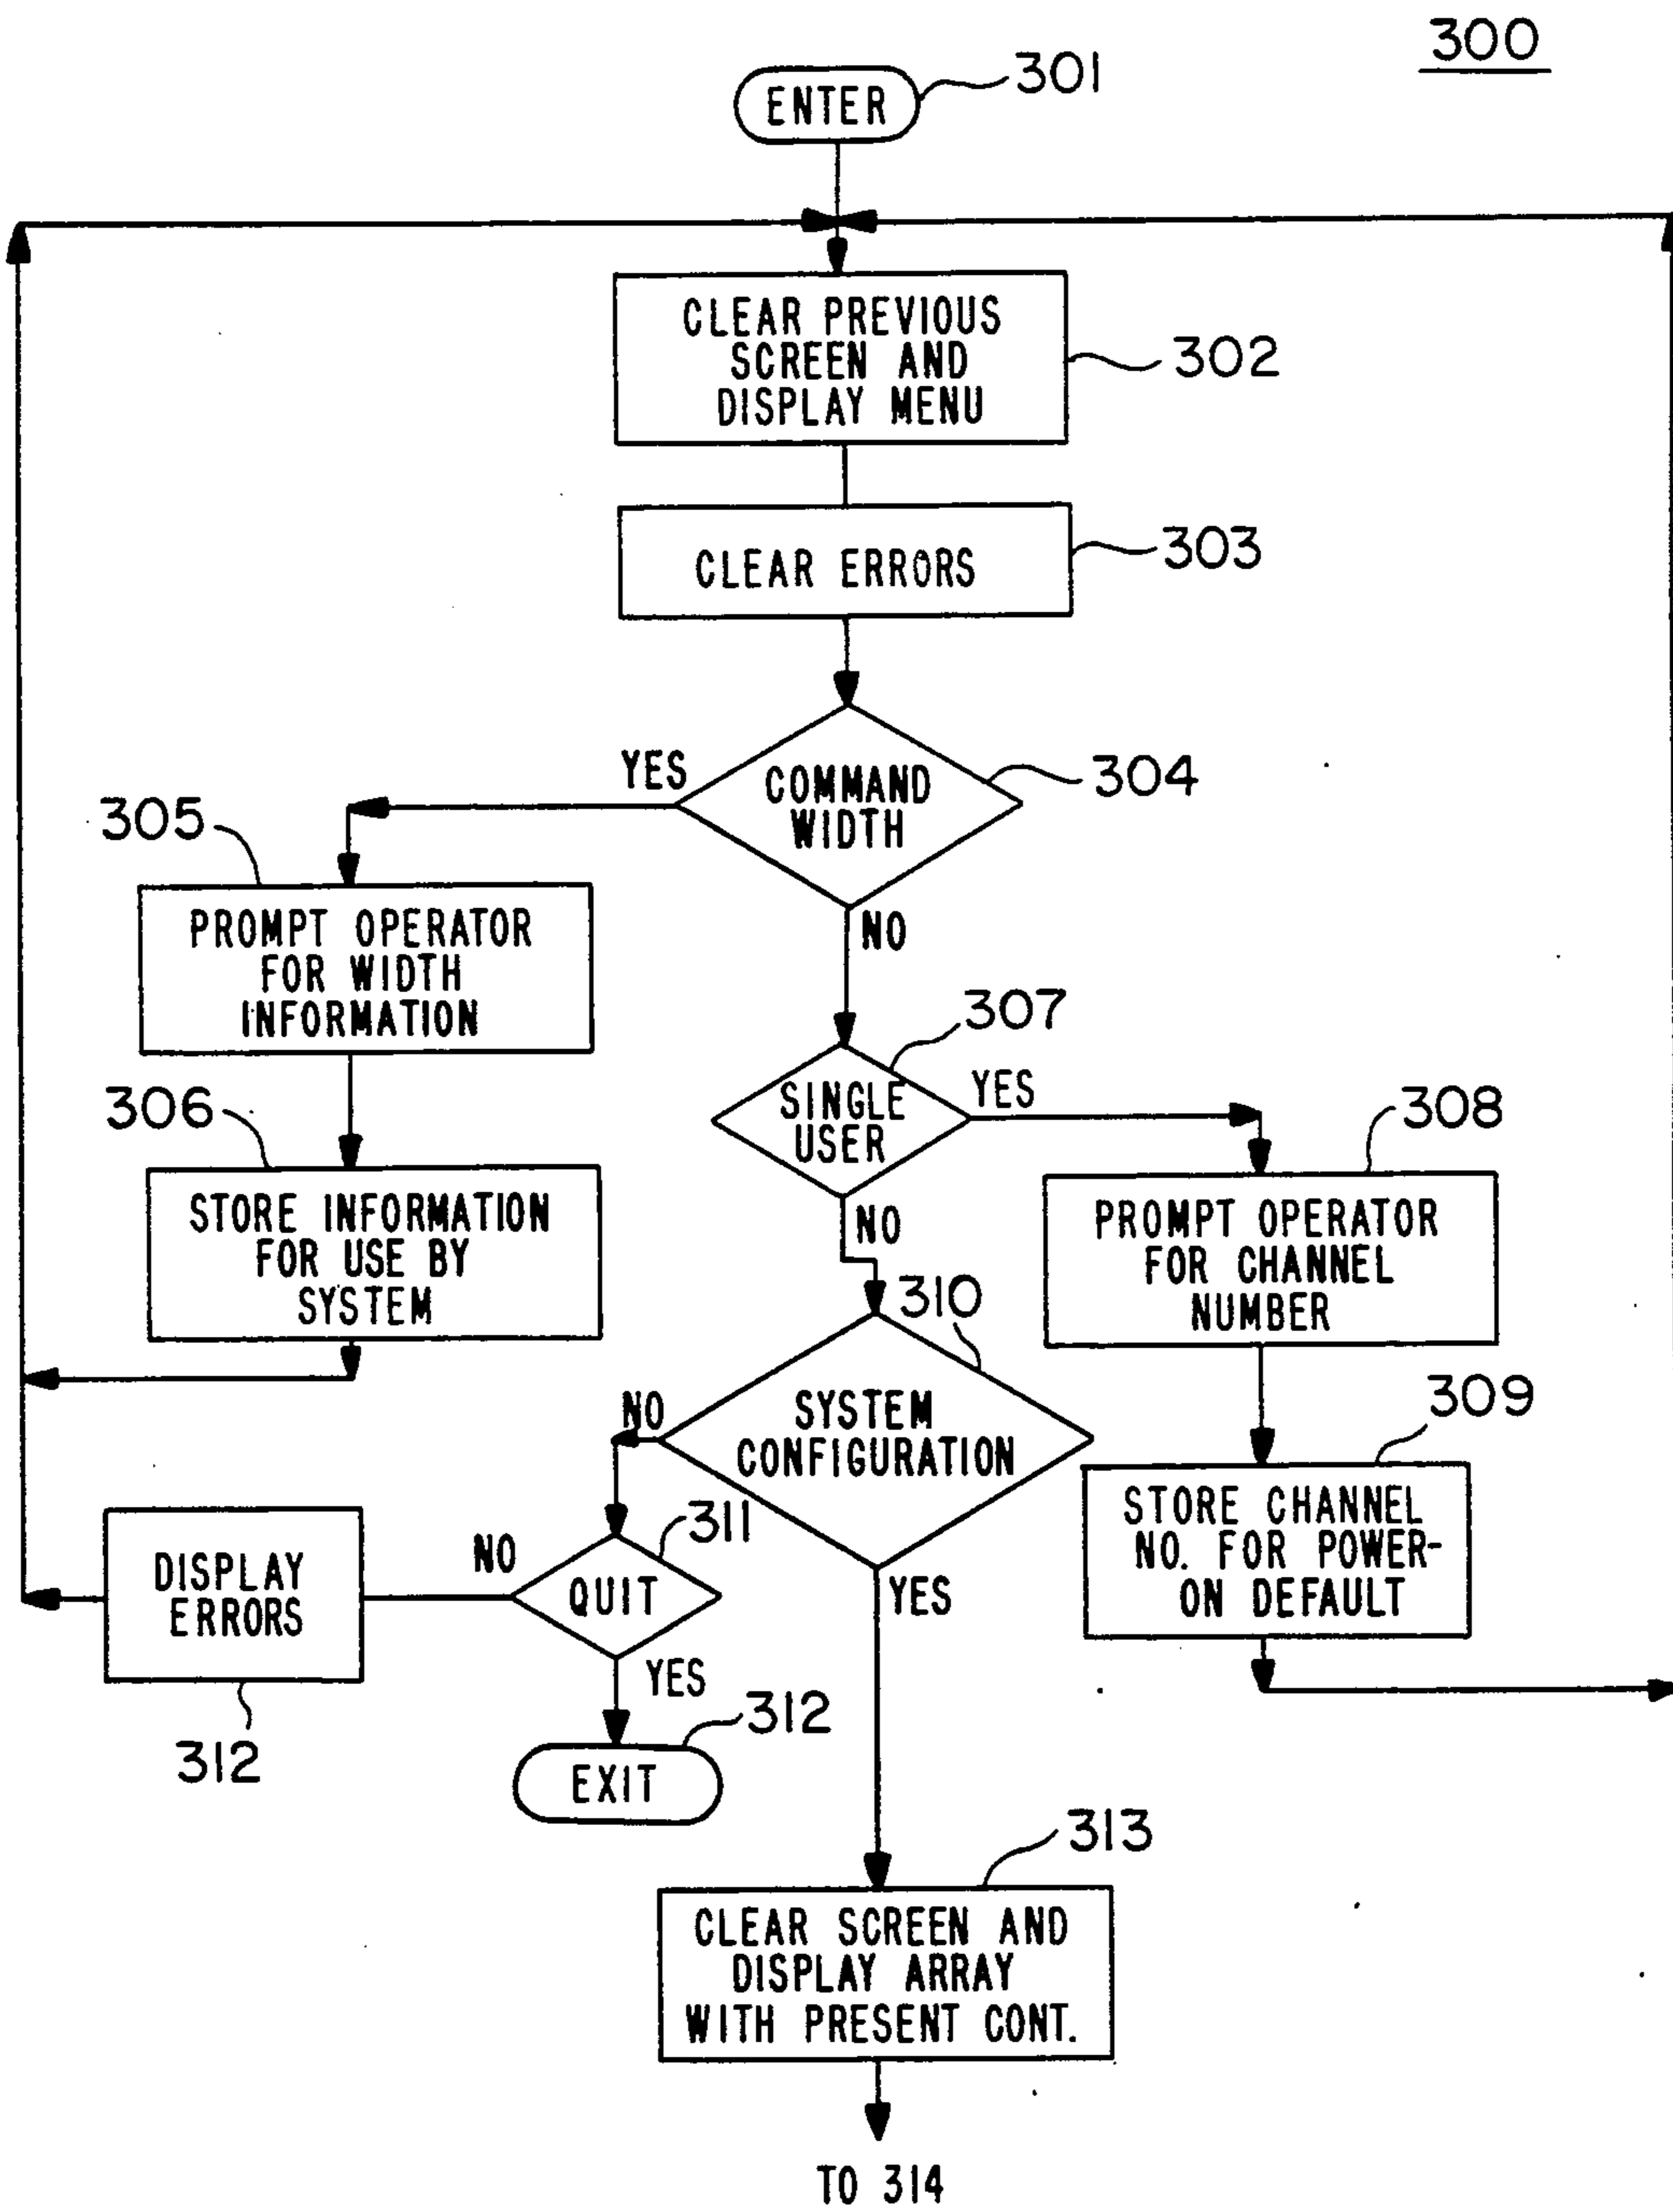 300
301
ENTER
CLEAR PREVIOUS
SCREEN AND
DISPLAY MENU
302
CLEAR ERRORS
303
YES
COMMAND
WIDTH
304
305
NO
PROMPT OPERATOR
FOR WIDTH
INFORMATION
307
SINGLE
USER
YES
306
308
STORE INFORMATION
FOR USE BY
SYSTEM
NO
PROMPT OPERATOR
FOR CHANNEL
NUMBER
310
NO
SYSTEM
CONFIGURATION
309
STORE CHANNEL
NO. FOR POWER-
ON DEFAULT
311
NO
DISPLAY
ERRORS
QUIT
YES
YES
312
312
EXIT
313
CLEAR SCREEN AND
DISPLAY ARRAY
WITH PRESENT CONT.
TO 314